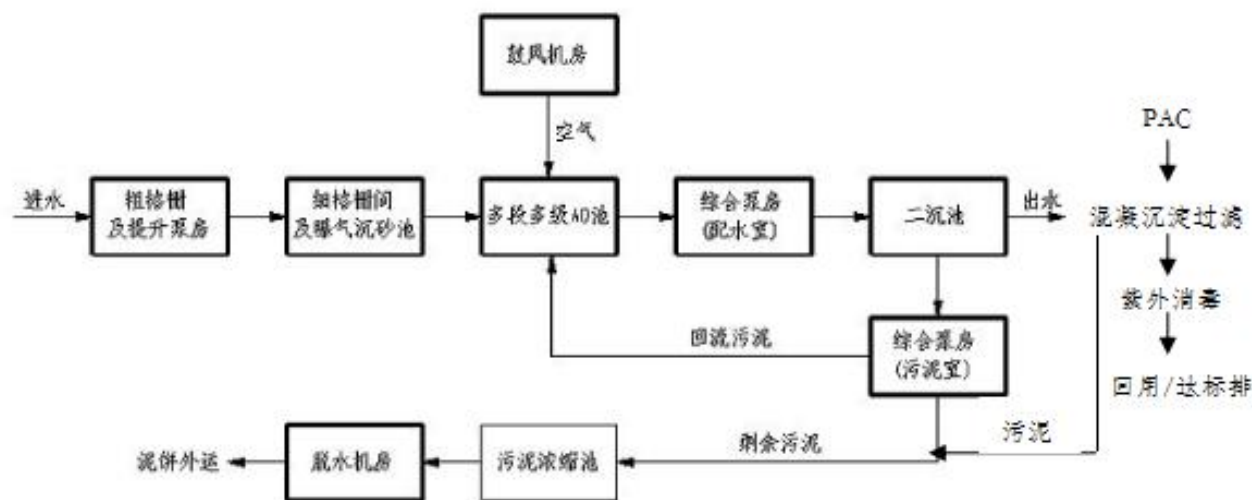 鼓风机房
空气
PAC
进水
粗格栅
及提升泵房
细格栅间
及曝气沉砂池
多段多级AO池
综合泵房
(配水室)
二沉池
出水
混凝沉淀过滤
紫外消毒
回流污泥
综合泵房
(污泥室)
回用/达标排
污泥
剩余污泥
泥饼外运
脱水机房
污泥浓缩池